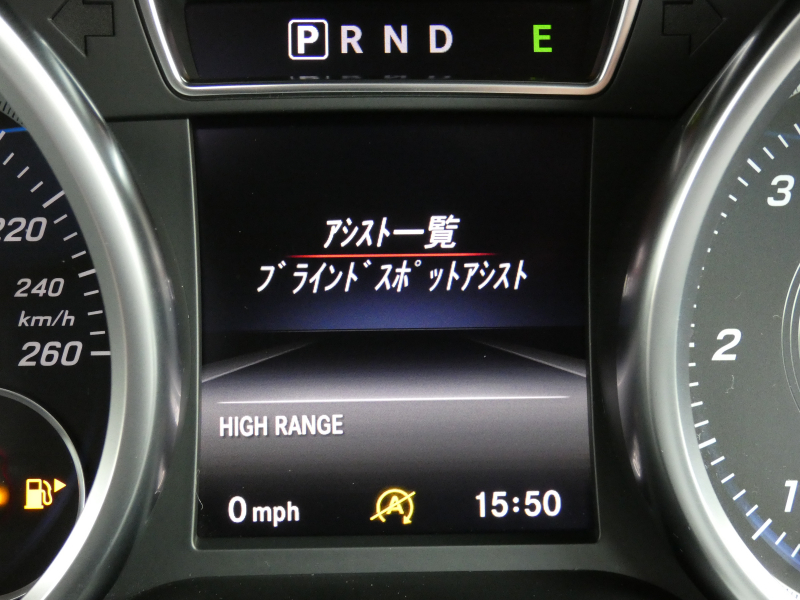 P R N D E
アシスト一覧
ブラインドスポットアシスト
HIGH RANGE
0 mph A 15:50
220
240
km/h
260
3
2
1